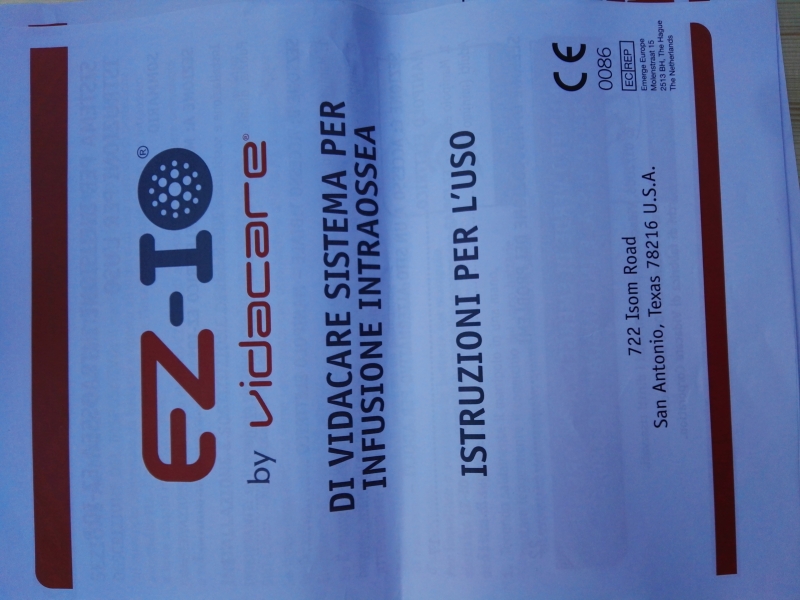 EZ-IO®
by vidacare®
DI VIDACARE SISTEMA PER
INFUSIONE INTRAOSSEA
ISTRUZIONI PER L'USO
CE
0086
EC REP
Emerge Europe
Molenstraat 15
2513 BH, The Hague
The Netherlands
722 Isom Road
San Antonio, Texas 78216 U.S.A.